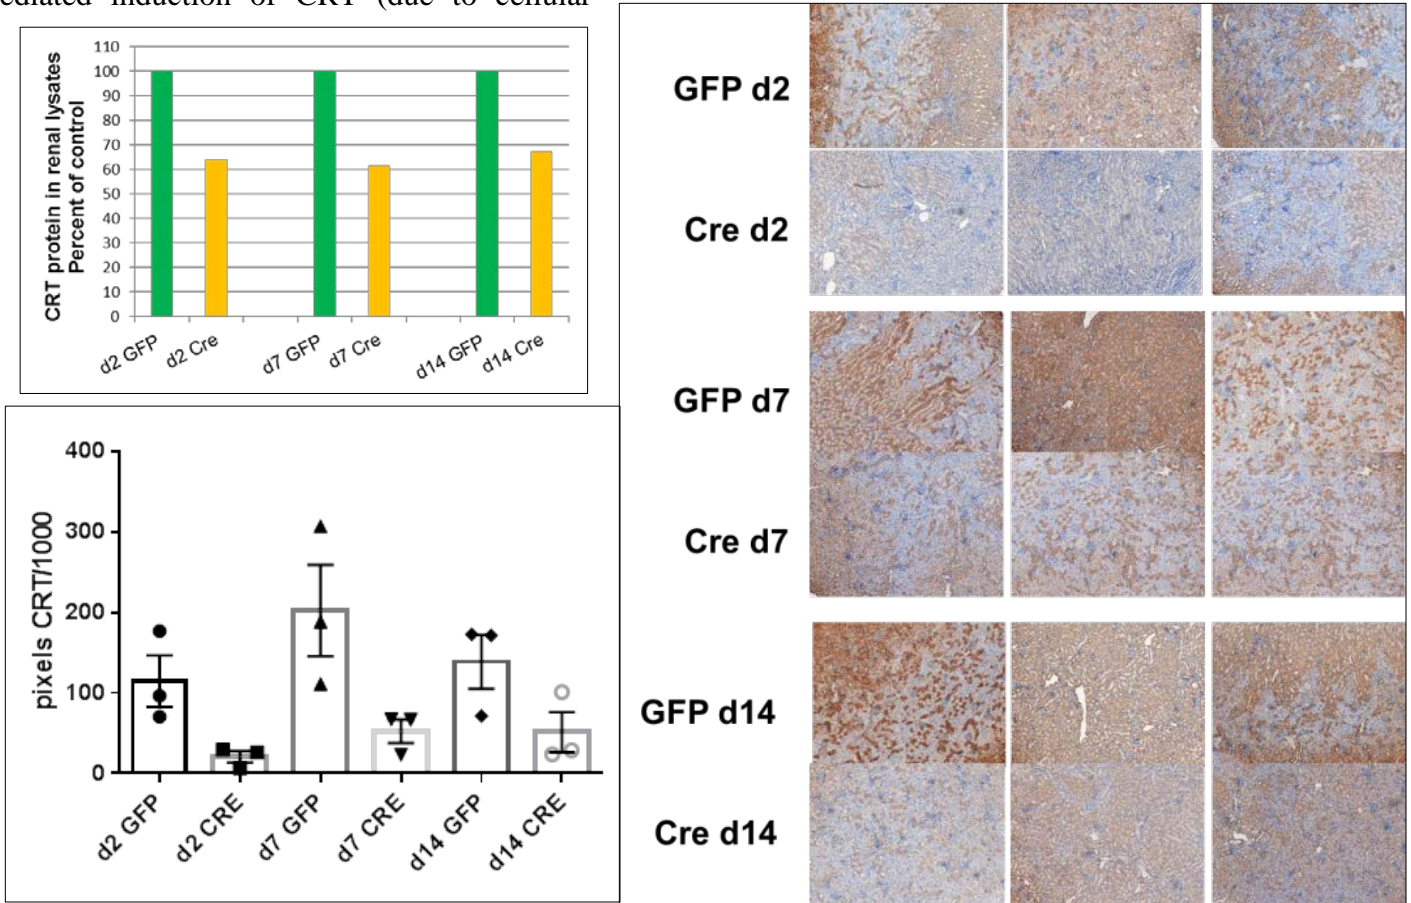 ediated induction of CRT (due to cellular
CRT protein in renal lysates
Percent of control
110
100
90
80
70
60
50
40
30
20
10
0
d2 GFP
d2 Cre
d7 GFP
d7 Cre
d14 GFP
d14 Cre
pixels CRT/1000
400
300
200
100
0
d2 GFP
d2 CRE
d7 GFP
d7 CRE
d14 GFP
d14 CRE
GFP d2
Cre d2
GFP d7
Cre d7
GFP d14
Cre d14